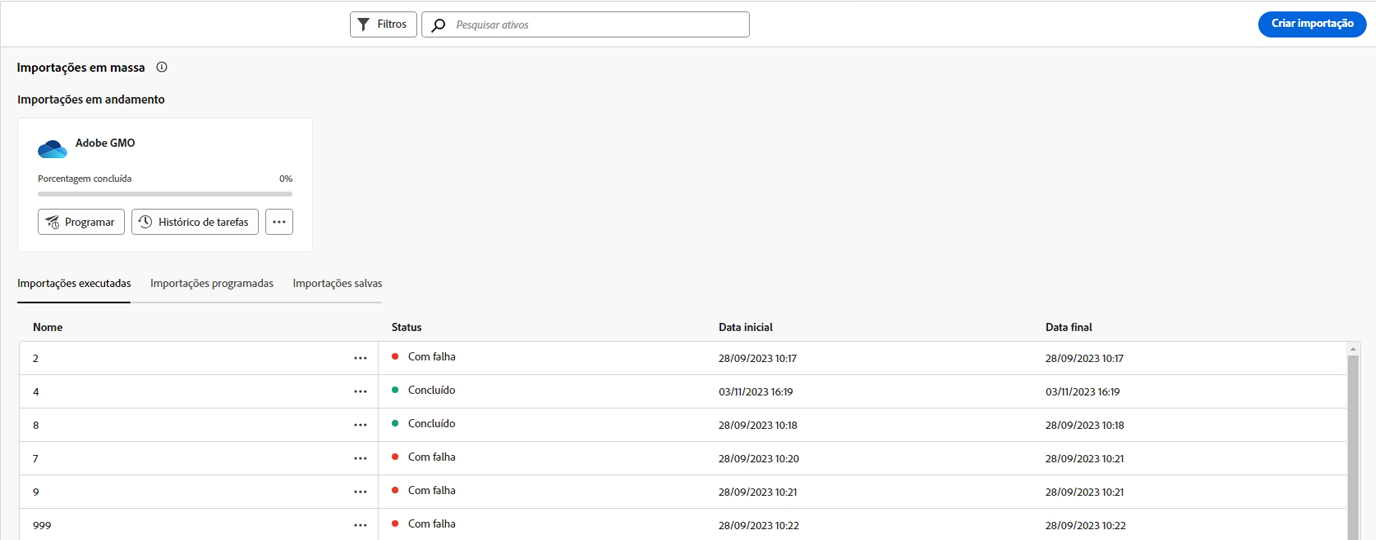 Filtros Pesquisar ativos Criar importação
Importações em massa
Importações em andamento
Adobe GMO
Porcentagem concluída 0%
Programar Histórico de tarefas
Importações executadas Importações programadas Importações salvas
Nome Status Data inicial Data final
2 Com falha 28/09/2023 10:17 28/09/2023 10:17
4 Concluído 03/11/2023 16:19 03/11/2023 16:19
8 Concluído 28/09/2023 10:18 28/09/2023 10:18
7 Com falha 28/09/2023 10:20 28/09/2023 10:21
9 Com falha 28/09/2023 10:21 28/09/2023 10:21
999 Com falha 28/09/2023 10:22 28/09/2023 10:22